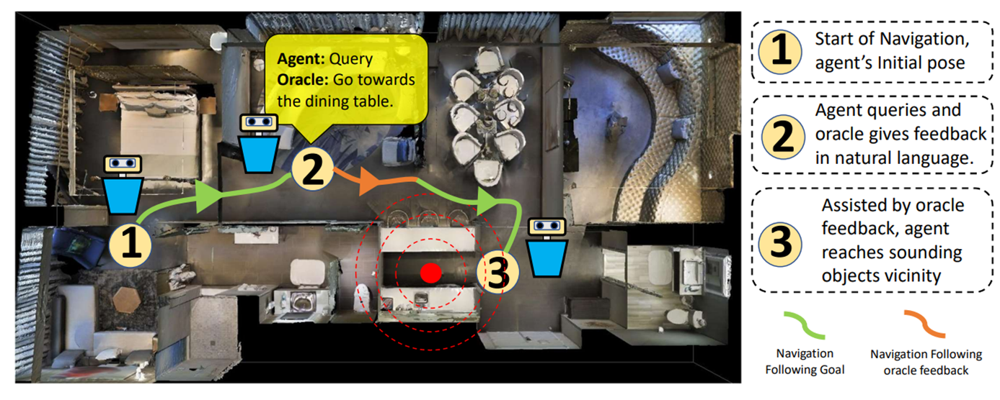 Agent: Query
Oracle: Go towards
the dining table.
1
2
3
1
Start of Navigation,
agent's Initial pose
2
Agent queries and
oracle gives feedback
in natural language.
3
Assisted by oracle
feedback, agent
reaches sounding
objects vicinity
Navigation
Following Goal
Navigation Following
oracle feedback